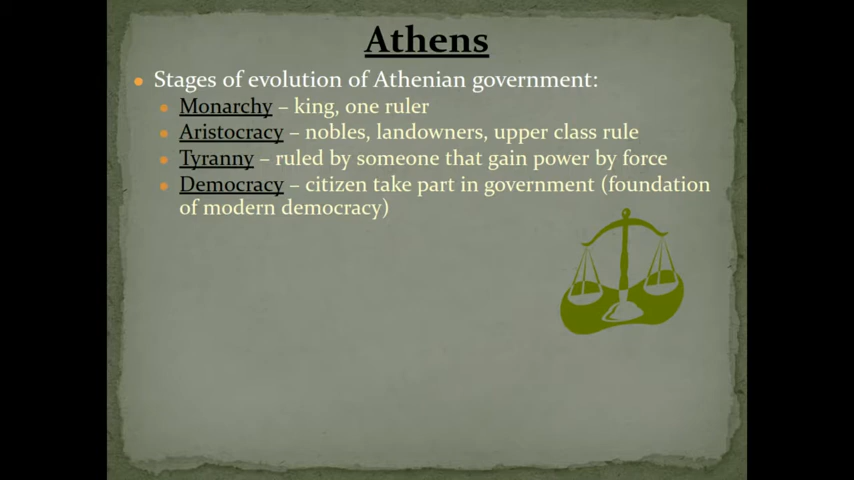 Athens
• Stages of evolution of Athenian government:
• Monarchy – king, one ruler
• Aristocracy – nobles, landowners, upper class rule
• Tyranny – ruled by someone that gain power by force
• Democracy – citizen take part in government (foundation
of modern democracy)